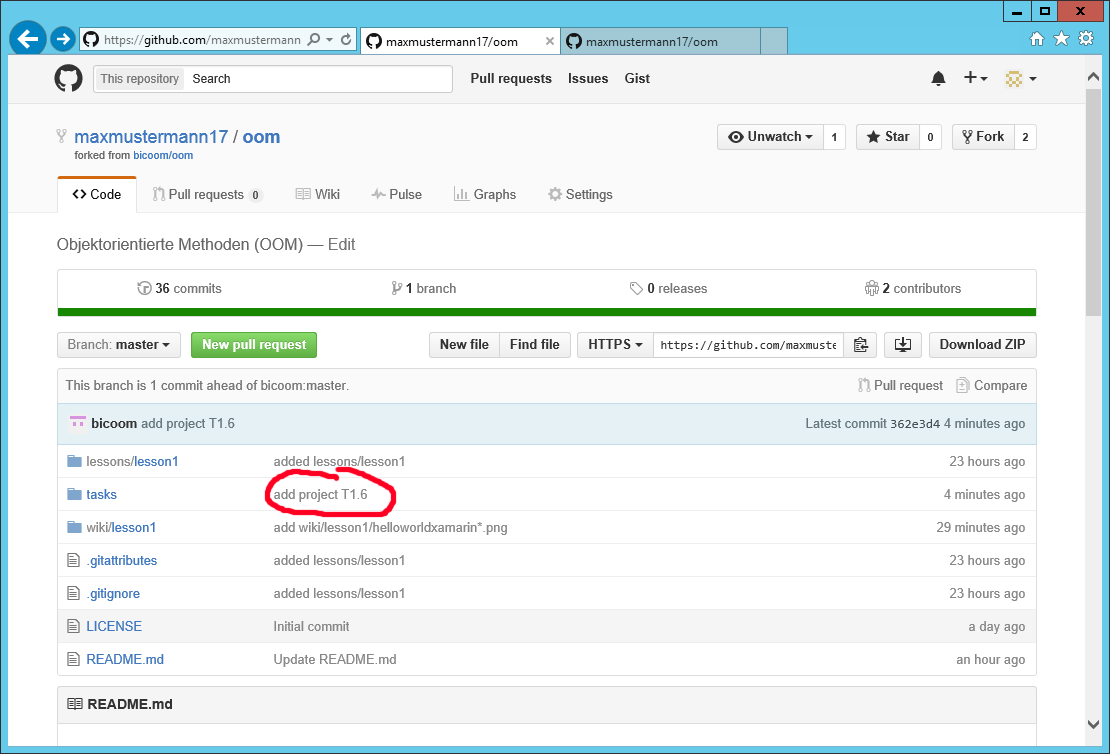 https://github.com/maxmustermann
maxmustermann17/oom
maxmustermann17/oom
This repository Search Pull requests Issues Gist
maxmustermann17 / oom
forked from bicoom/oom
Unwatch 1 Star 0 Fork 2
Code Pull requests 0 Wiki Pulse Graphs Settings
Objektorientierte Methoden (OOM) — Edit
36 commits 1 branch 0 releases 2 contributors
Branch: master New pull request New file Find file HTTPS https://github.com/maxmuste Download ZIP
This branch is 1 commit ahead of bicoom:master. Pull request Compare
bicoom add project T1.6 Latest commit 362e3d4 4 minutes ago
lessons/lesson1 added lessons/lesson1 23 hours ago
tasks add project T1.6 4 minutes ago
wiki/lesson1 add wiki/lesson1/helloworldxamarin*.png 29 minutes ago
.gitattributes added lessons/lesson1 23 hours ago
.gitignore added lessons/lesson1 23 hours ago
LICENSE Initial commit a day ago
README.md Update README.md an hour ago
README.md